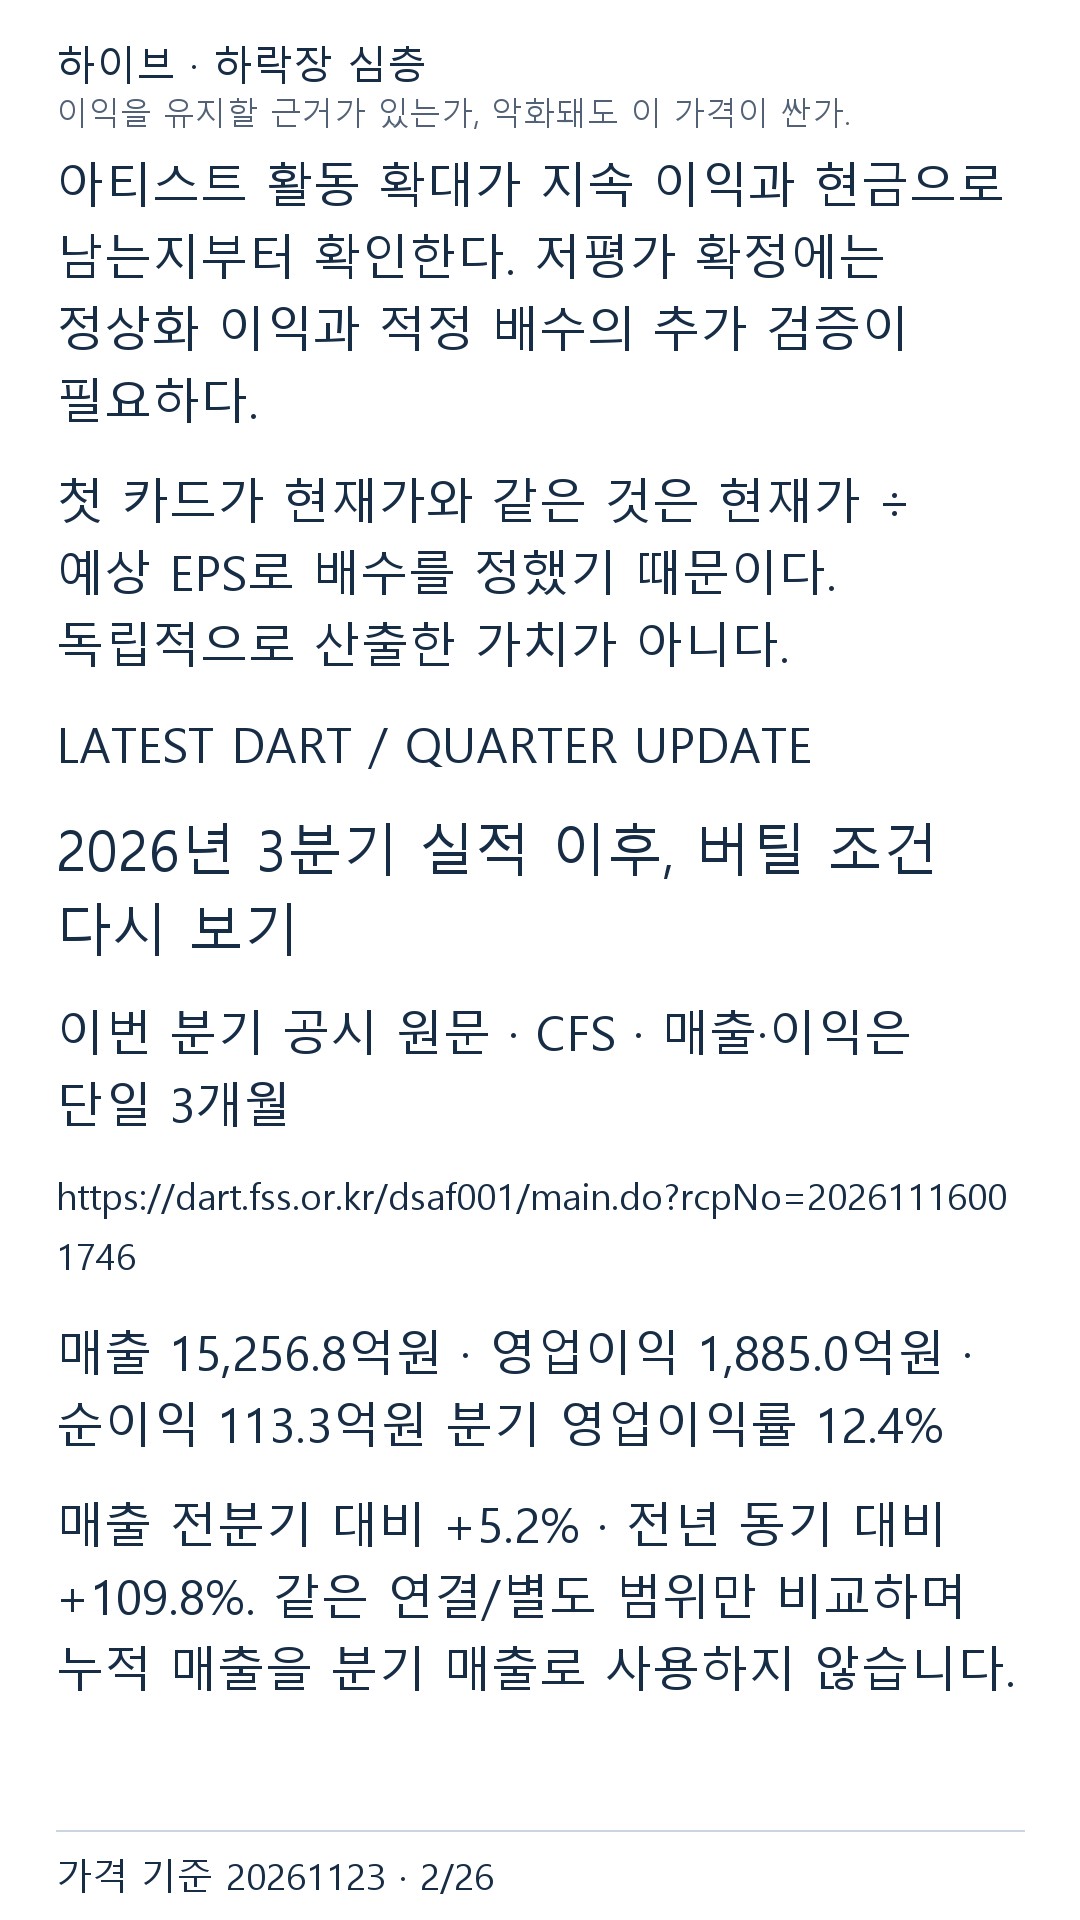 하이브 · 하락장 심층
이익을 유지할 근거가 있는가, 악화돼도 이 가격이 싼가.
아티스트 활동 확대가 지속 이익과 현금으로
남는지부터 확인한다. 저평가 확정에는
정상화 이익과 적정 배수의 추가 검증이
필요하다.
첫 카드가 현재가와 같은 것은 현재가 ÷
예상 EPS로 배수를 정했기 때문이다.
독립적으로 산출한 가치가 아니다.
LATEST DART / QUARTER UPDATE
2026년 3분기 실적 이후, 버틸 조건
다시 보기
이번 분기 공시 원문 · CFS · 매출·이익은
단일 3개월
https://dart.fss.or.kr/dsaf001/main.do?rcpNo=2026111600
1746
매출 15,256.8억원 · 영업이익 1,885.0억원 ·
순이익 113.3억원 분기 영업이익률 12.4%
매출 전분기 대비 +5.2% · 전년 동기 대비
+109.8%. 같은 연결/별도 범위만 비교하며
누적 매출을 분기 매출로 사용하지 않습니다.
가격 기준 20261123 · 2/26